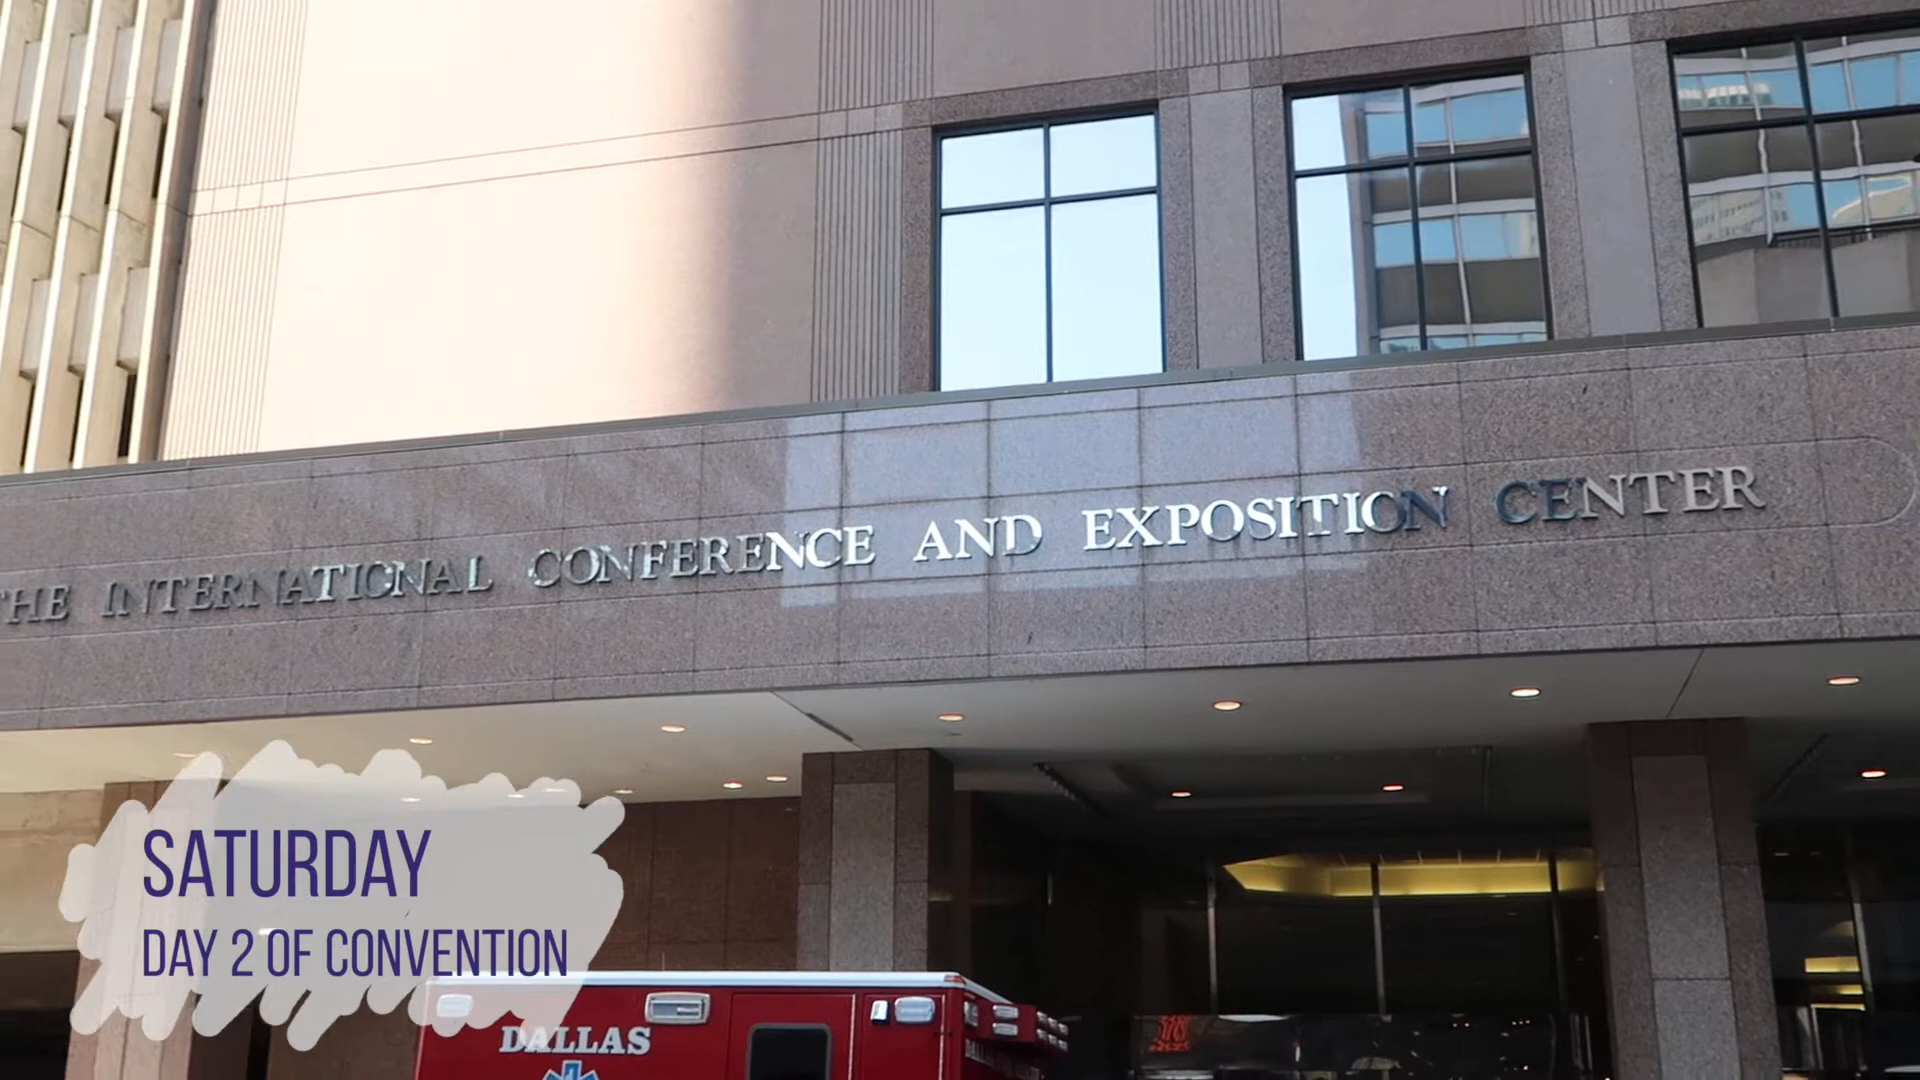 THE INTERNATIONAL CONFERENCE AND EXPOSITION CENTER
SATURDAY
DAY 2 OF CONVENTION
DALLAS